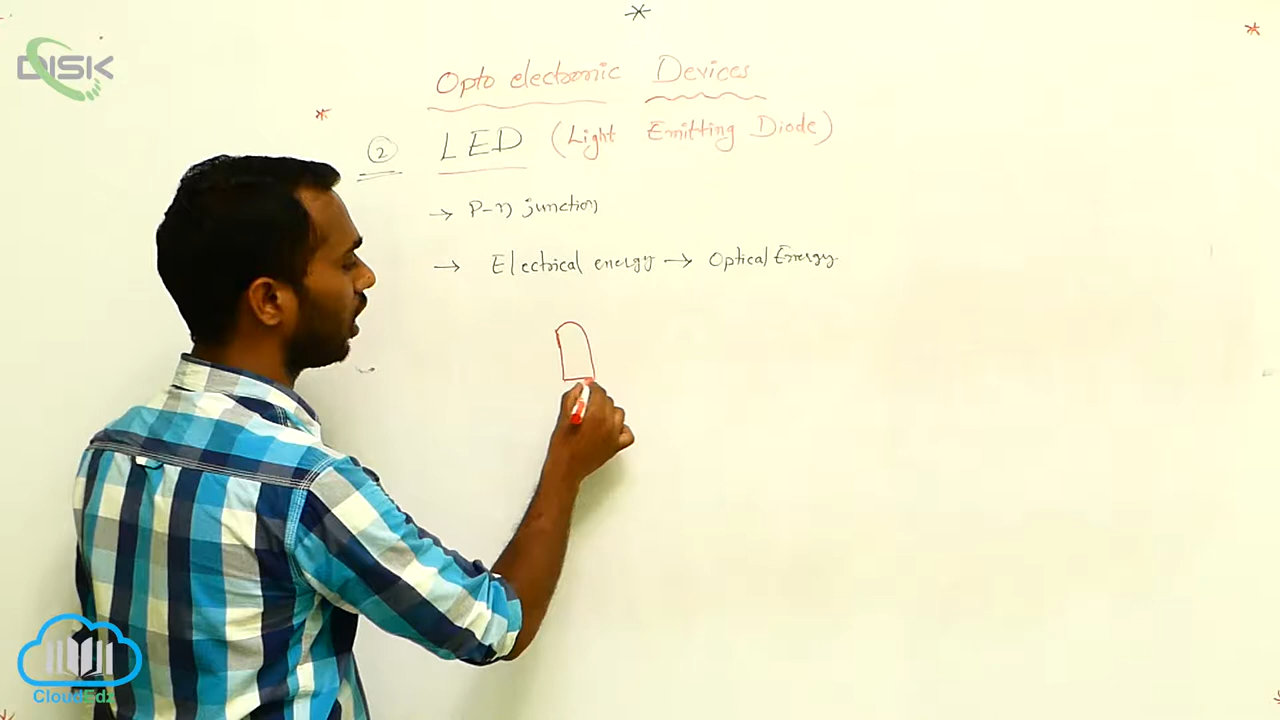 DISK
Opto electronic Devices
② LED (Light Emitting Diode)
→ P-n junction
→ Electrical energy → Optical Energy
CloudEdz